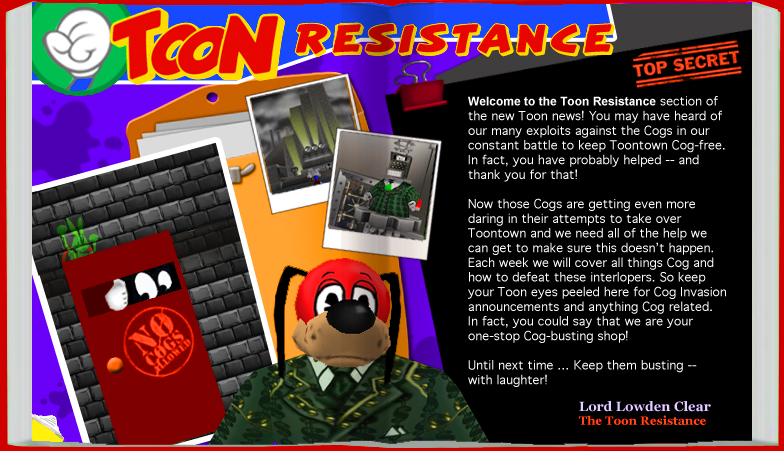 TOON RESISTANCE
TOP SECRET
Welcome to the Toon Resistance section of
the new Toon news! You may have heard of
our many exploits against the Cogs in our
constant battle to keep Toontown Cog-free.
In fact, you have probably helped -- and
thank you for that!
Now those Cogs are getting even more
daring in their attempts to take over
Toontown and we need all of the help we
can get to make sure this doesn't happen.
Each week we will cover all things Cog and
how to defeat these interlopers. So keep
your Toon eyes peeled here for Cog Invasion
announcements and anything Cog related.
In fact, you could say that we are your
one-stop Cog-busting shop!
Until next time ... Keep them busting --
with laughter!
Lord Lowden Clear
The Toon Resistance
NO
COGS
ALLOWED